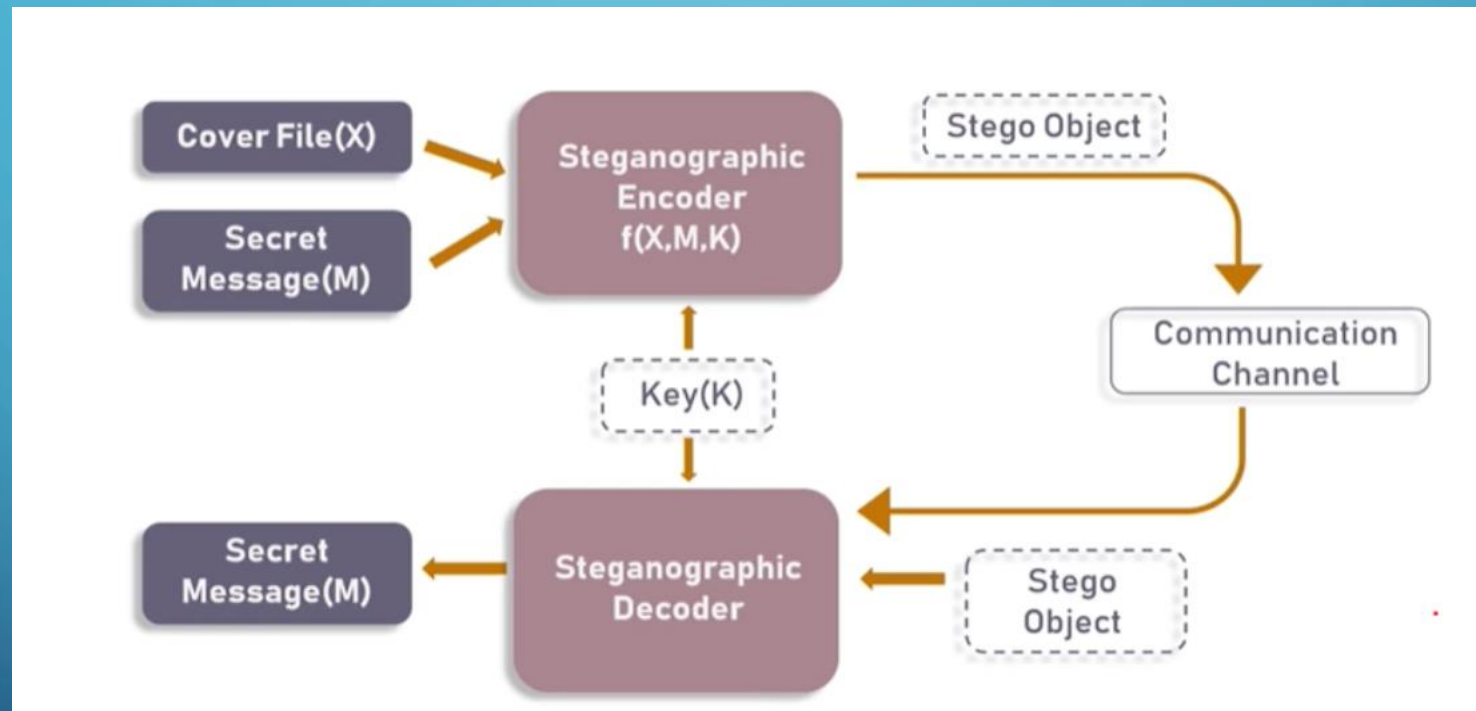 Cover File(X)
Secret
Message(M)
Steganographic
Encoder
f(X,M,K)
Stego Object
Communication
Channel
Key(K)
Secret
Message(M)
Steganographic
Decoder
Stego
Object